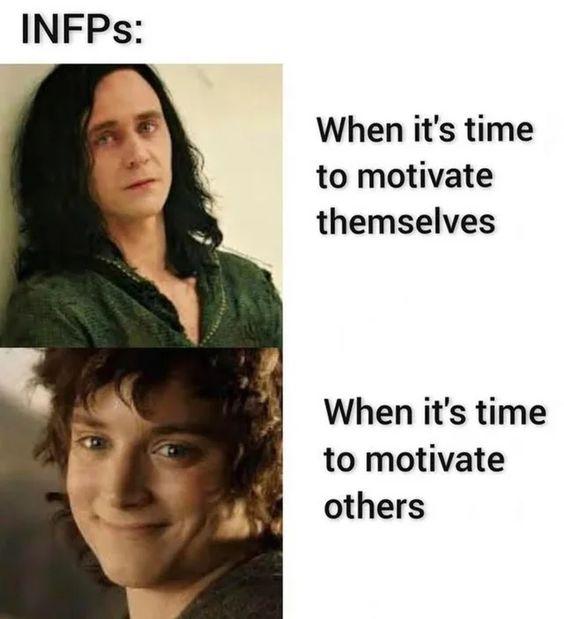 INFPs:
When it's time
to motivate
themselves
When it's time
to motivate
others